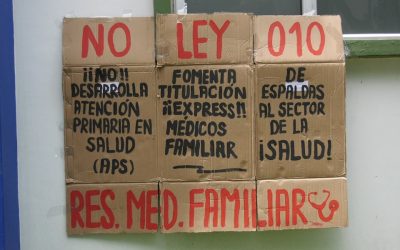 NO LEY 010
¡¡NO!!
DESARROLLA
ATENCIÓN
PRIMARIA EN
SALUD
(APS)
FOMENTA
TITULACIÓN
¡¡EXPRESS!!
MÉDICOS
FAMILIAR
DE
ESPALDAS
AL SECTOR
DE LA
¡SALUD!
RES. MED. FAMILIAR